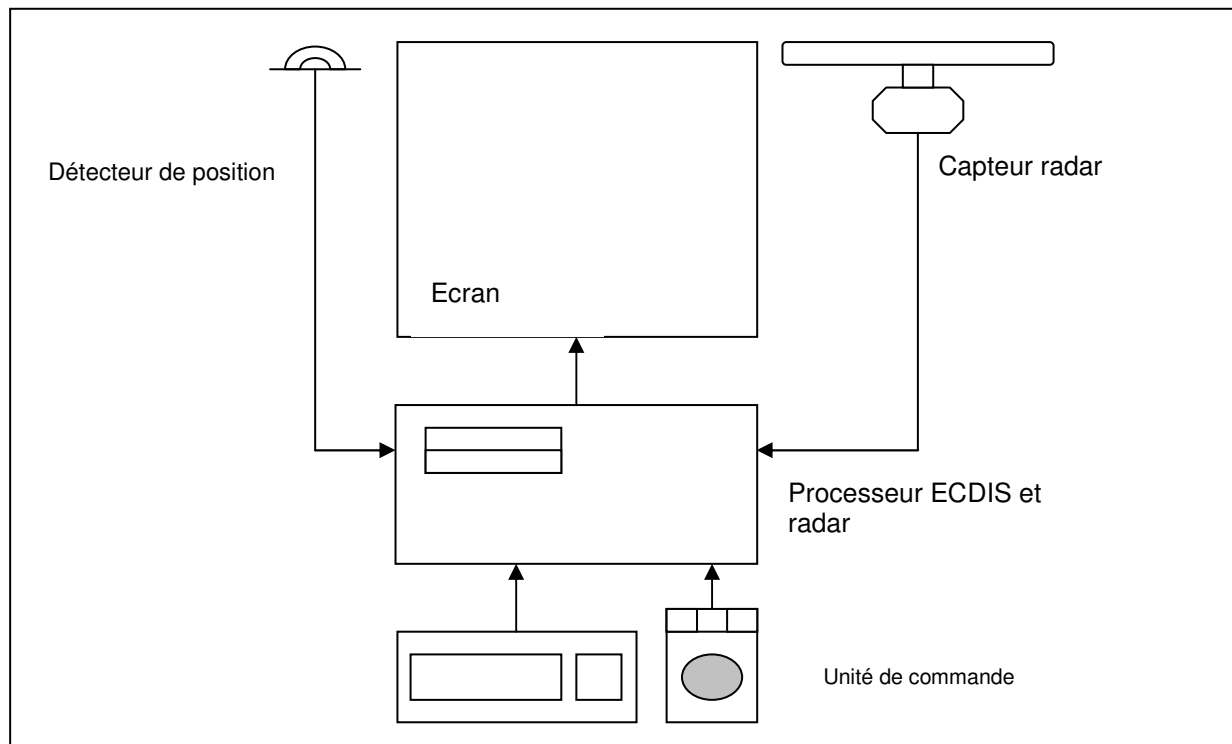 Détecteur de position
Capteur radar
Ecran
Processeur ECDIS et
radar
Unité de commande